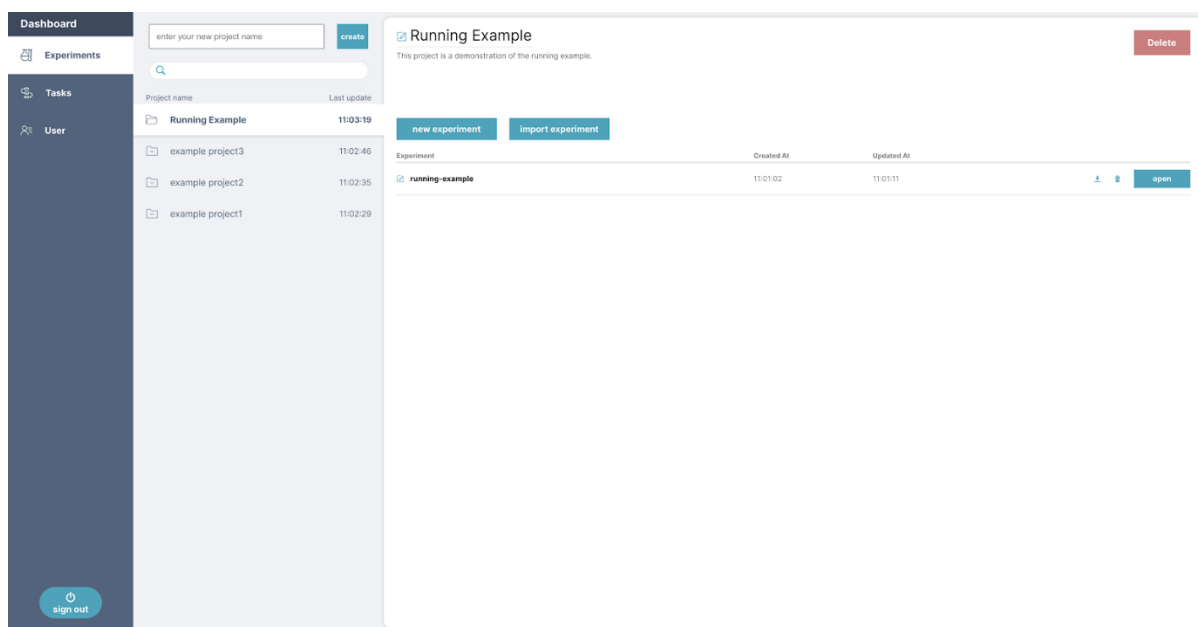 Dashboard
Experiments
Tasks
User
sign out
enter your new project name
create
Project name Last update
Running Example 11:03:19
example project3 11:02:46
example project2 11:02:35
example project1 11:02:29
Running Example
This project is a demonstration of the running example.
Delete
new experiment import experiment
Experiment Created At Updated At
running-example 11:01:02 11:01:11 open